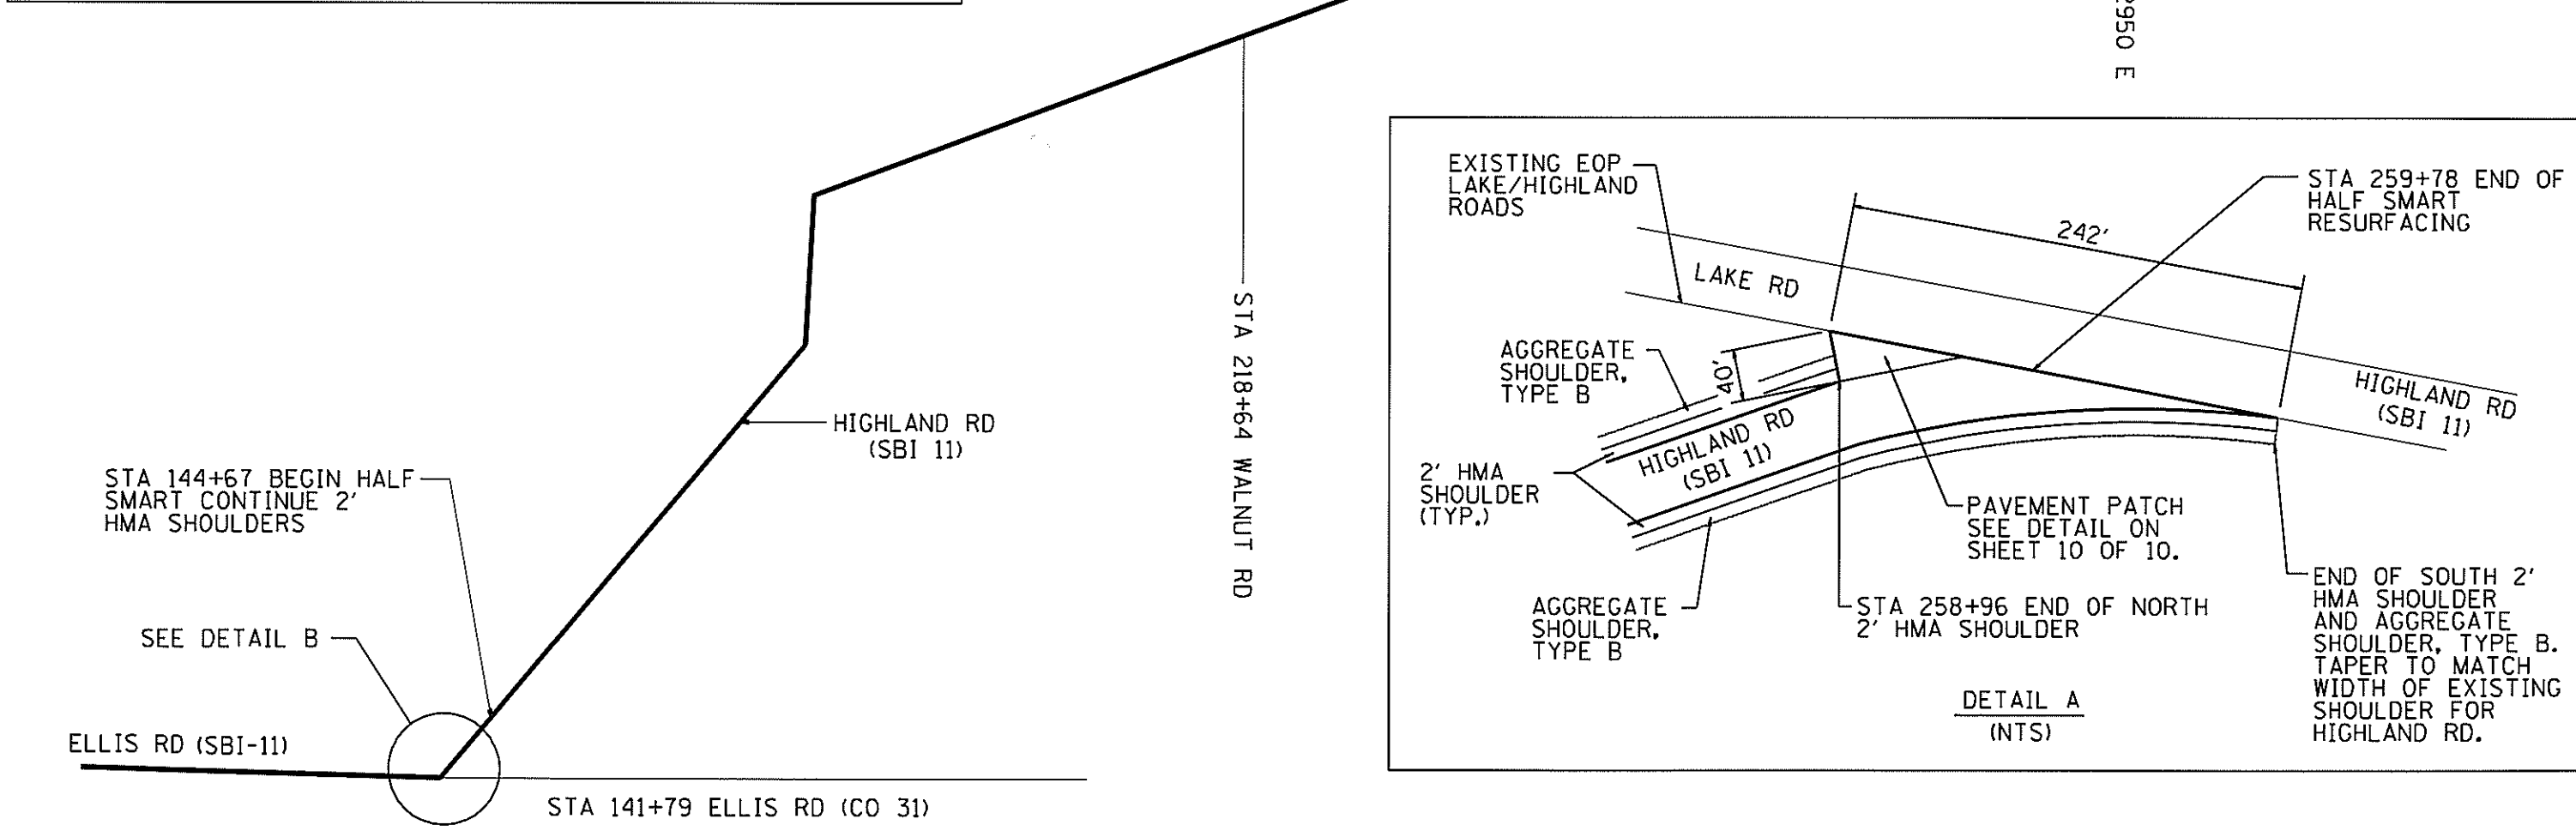 2950 E
STA 218+64 WALNUT RD
HIGHLAND RD
(SBI 11)
STA 144+67 BEGIN HALF
SMART CONTINUE 2'
HMA SHOULDERS
SEE DETAIL B
ELLIS RD (SBI-11)
STA 141+79 ELLIS RD (CO 31)
EXISTING EOP
LAKE/HIGHLAND
ROADS
STA 259+78 END OF
HALF SMART
RESURFACING
242'
LAKE RD
AGGREGATE
SHOULDER,
TYPE B
40'
HIGHLAND RD
(SBI 11)
HIGHLAND RD
(SBI 11)
2' HMA
SHOULDER
(TYP.)
PAVEMENT PATCH
SEE DETAIL ON
SHEET 10 OF 10.
AGGREGATE
SHOULDER,
TYPE B
STA 258+96 END OF NORTH
2' HMA SHOULDER
END OF SOUTH 2'
HMA SHOULDER
AND AGGREGATE
SHOULDER, TYPE B.
TAPER TO MATCH
WIDTH OF EXISTING
SHOULDER FOR
HIGHLAND RD.
DETAIL A
(NTS)